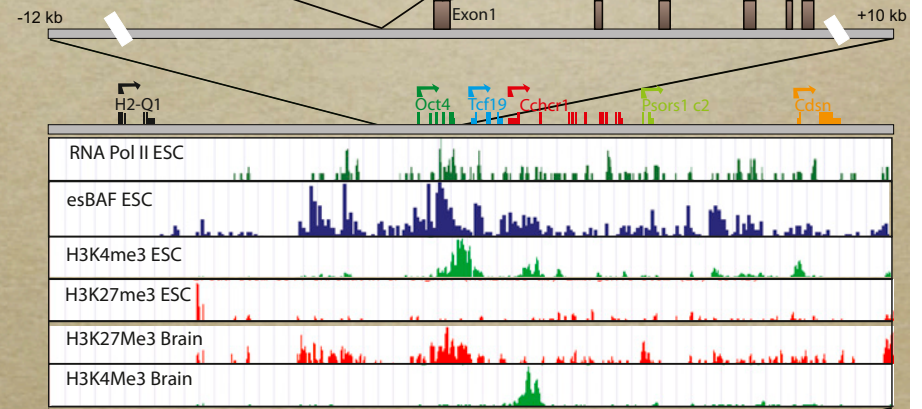 -12 kb Exon1 +10 kb
H2-Q1 Oct4 Tcf19 Cchcr1 Psors1 c2 Cdsn
RNA Pol II ESC
esBAF ESC
H3K4me3 ESC
H3K27me3 ESC
H3K27Me3 Brain
H3K4Me3 Brain